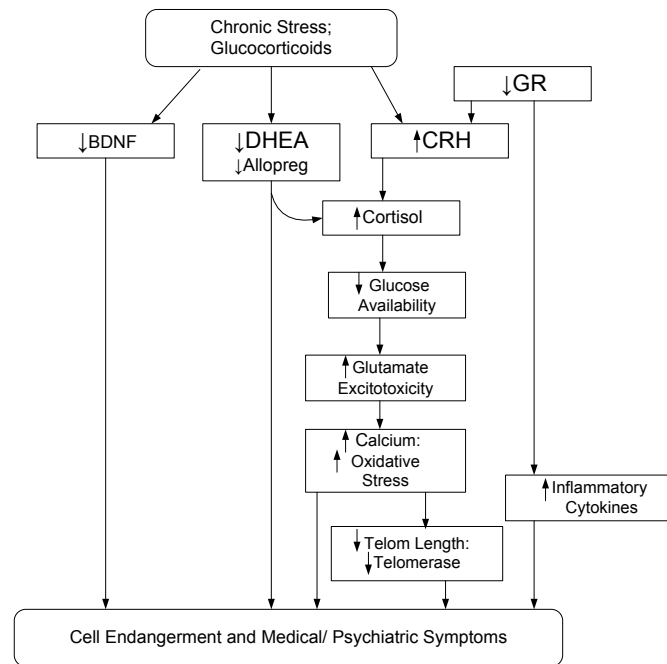 Chronic Stress;
Glucocorticoids
↓GR
↓BDNF
↓DHEA
↓Allopreg
↑CRH
↑Cortisol
↓ Glucose
Availability
↑Glutamate
Excitotoxicity
↑ Calcium:
↑ Oxidative
Stress
↑Inflammatory
Cytokines
↓ Telom Length:
↓Telomerase
Cell Endangerment and Medical/ Psychiatric Symptoms